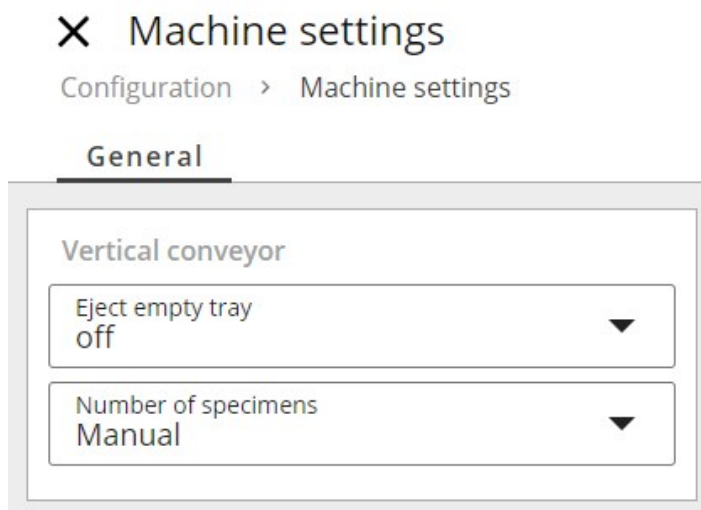 Machine settings
Configuration > Machine settings
General
Vertical conveyor
Eject empty tray
off
Number of specimens
Manual